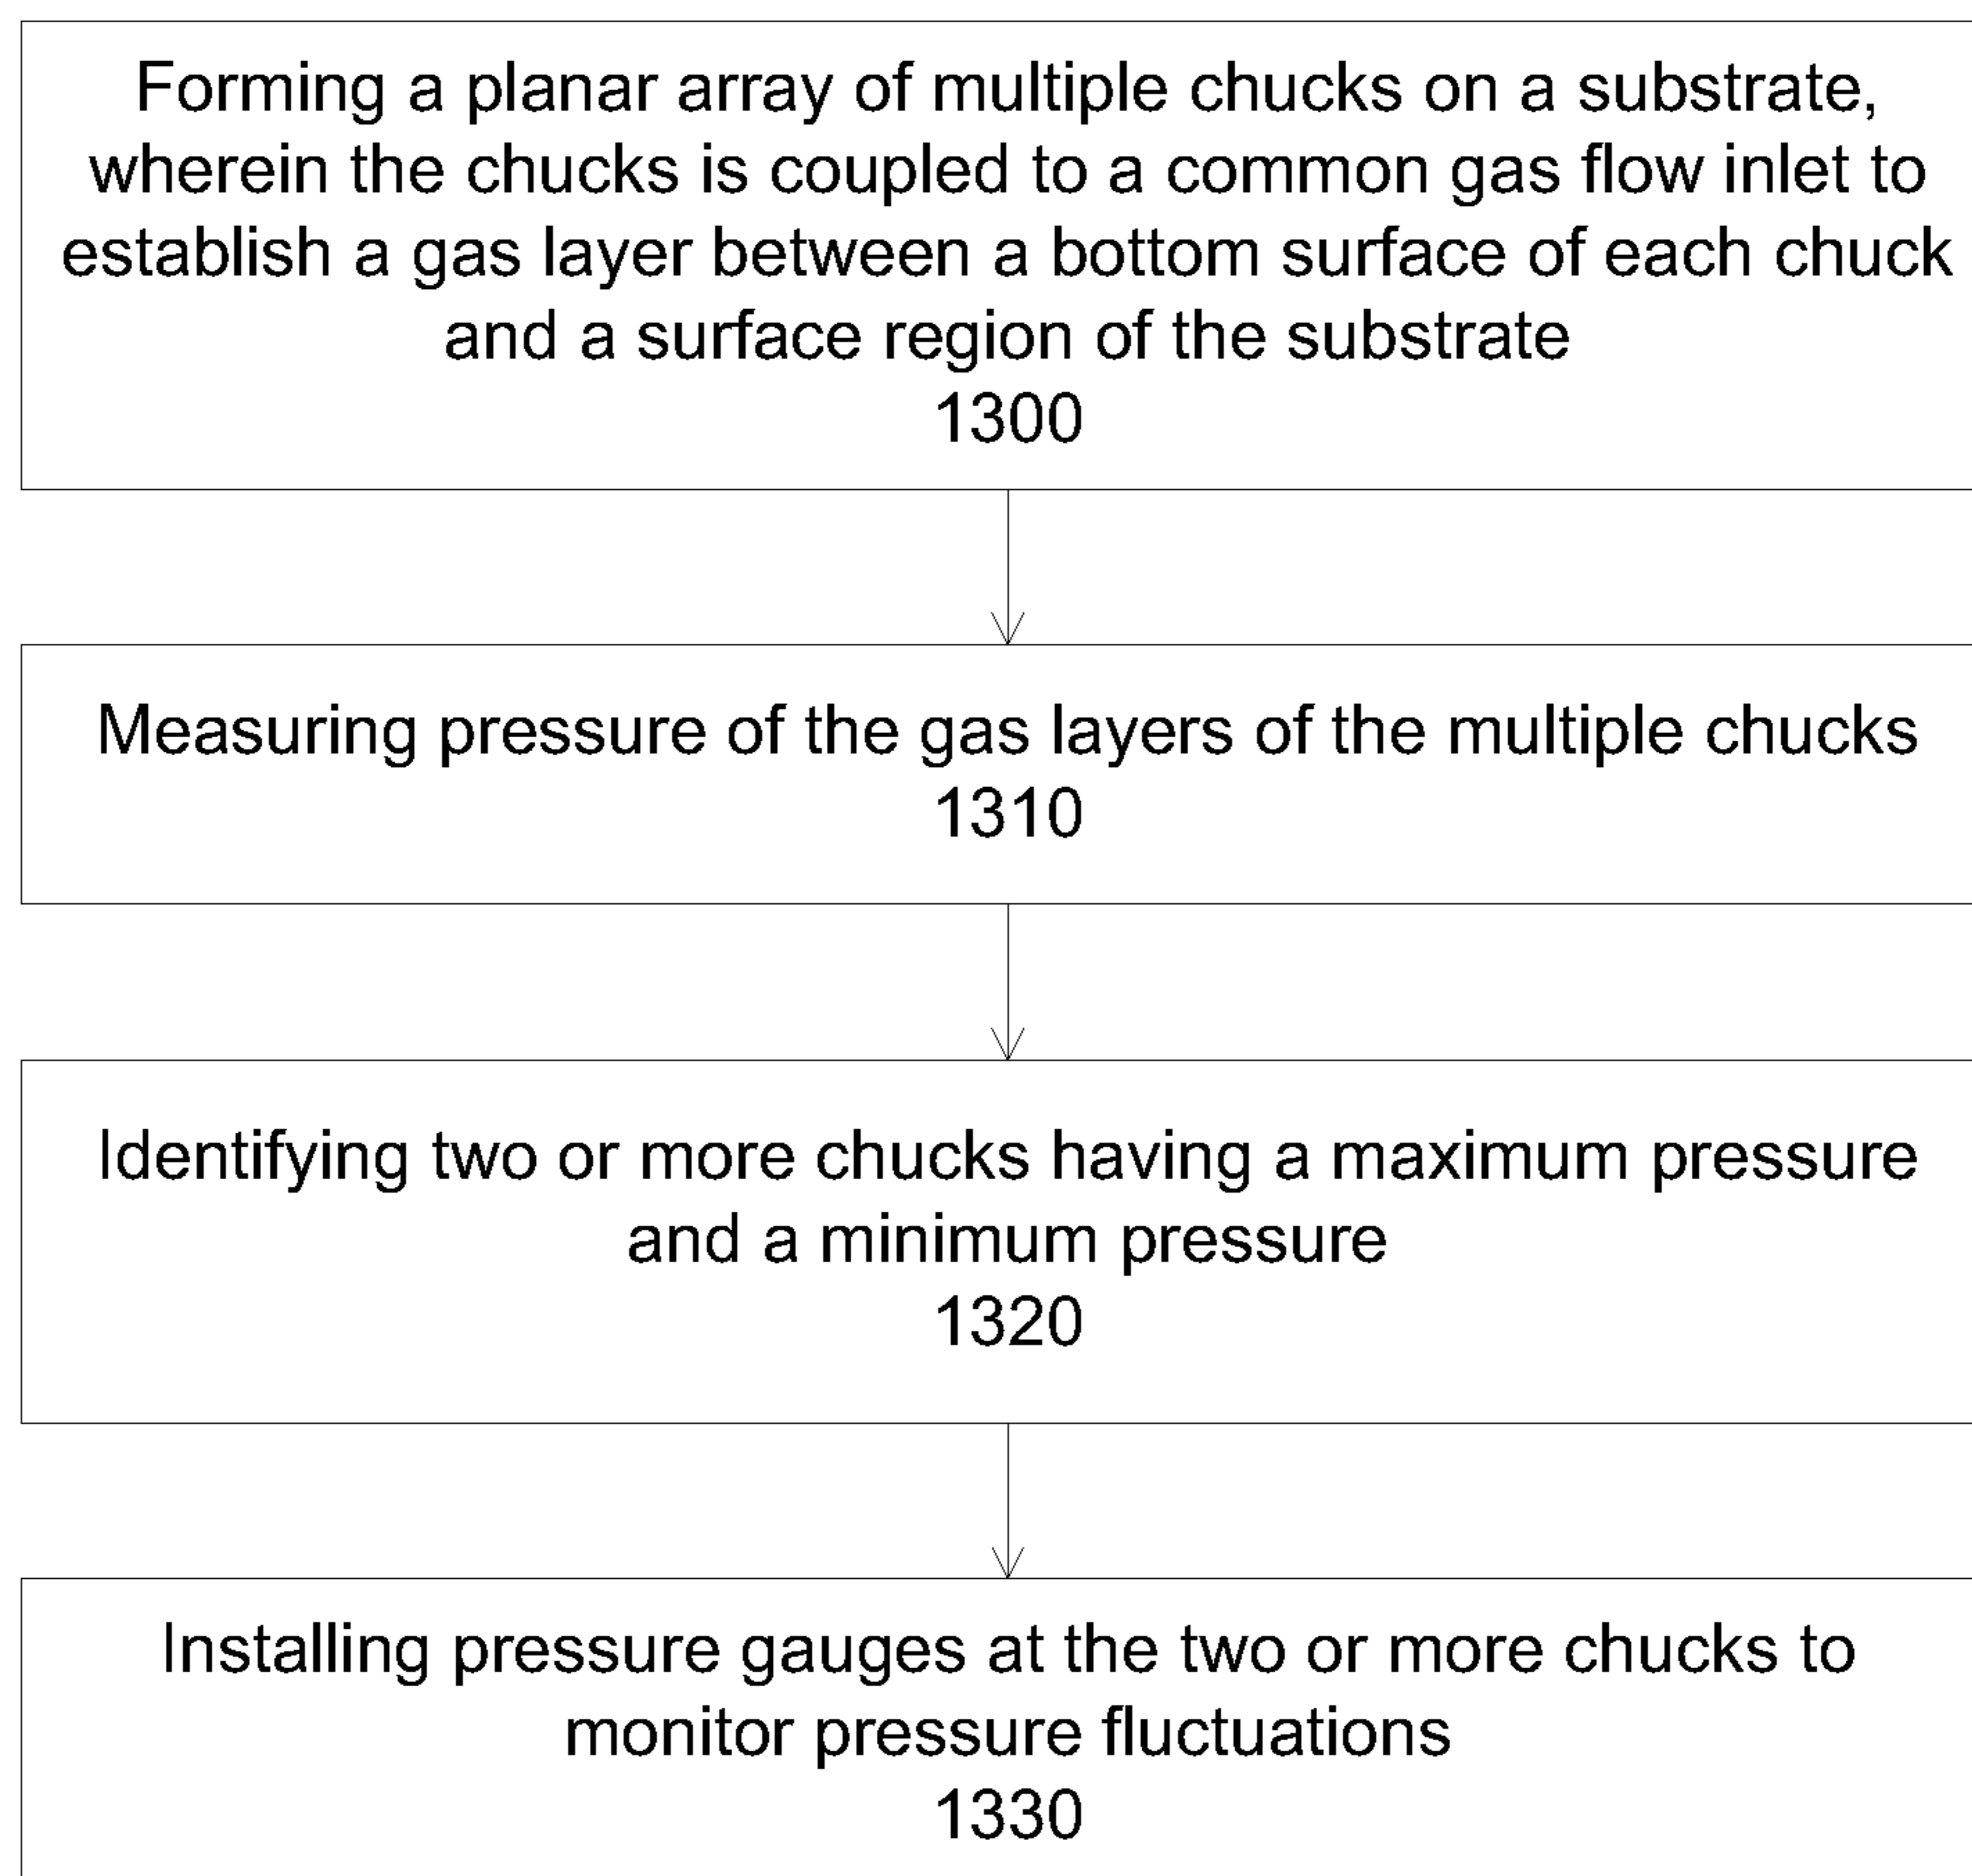 Forming a planar array of multiple chucks on a substrate,
wherein the chucks is coupled to a common gas flow inlet to
establish a gas layer between a bottom surface of each chuck
and a surface region of the substrate
1300
Measuring pressure of the gas layers of the multiple chucks
1310
Identifying two or more chucks having a maximum pressure
and a minimum pressure
1320
Installing pressure gauges at the two or more chucks to
monitor pressure fluctuations
1330